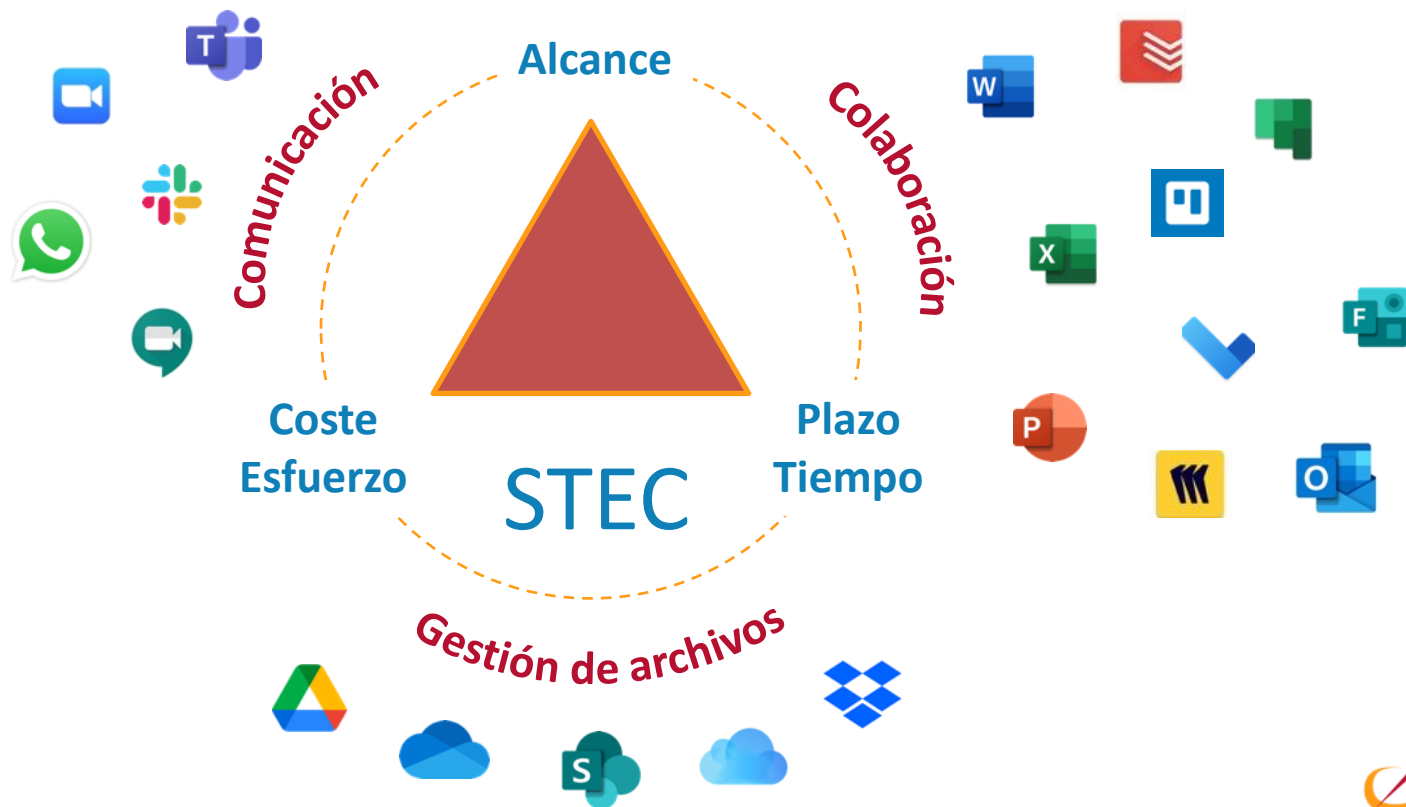 T
Alcance
W
Comunicación
Colaboración
X
F
Coste
Esfuerzo
Plazo
Tiempo
P
O
STEC
Gestión de archivos
S